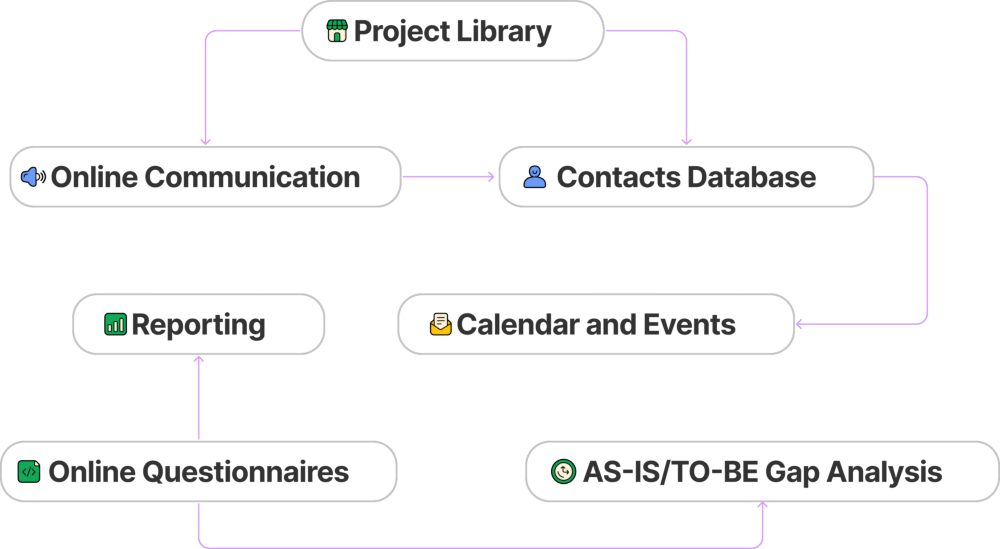 Project Library
Online Communication
Contacts Database
Reporting
Calendar and Events
Online Questionnaires
AS-IS/TO-BE Gap Analysis